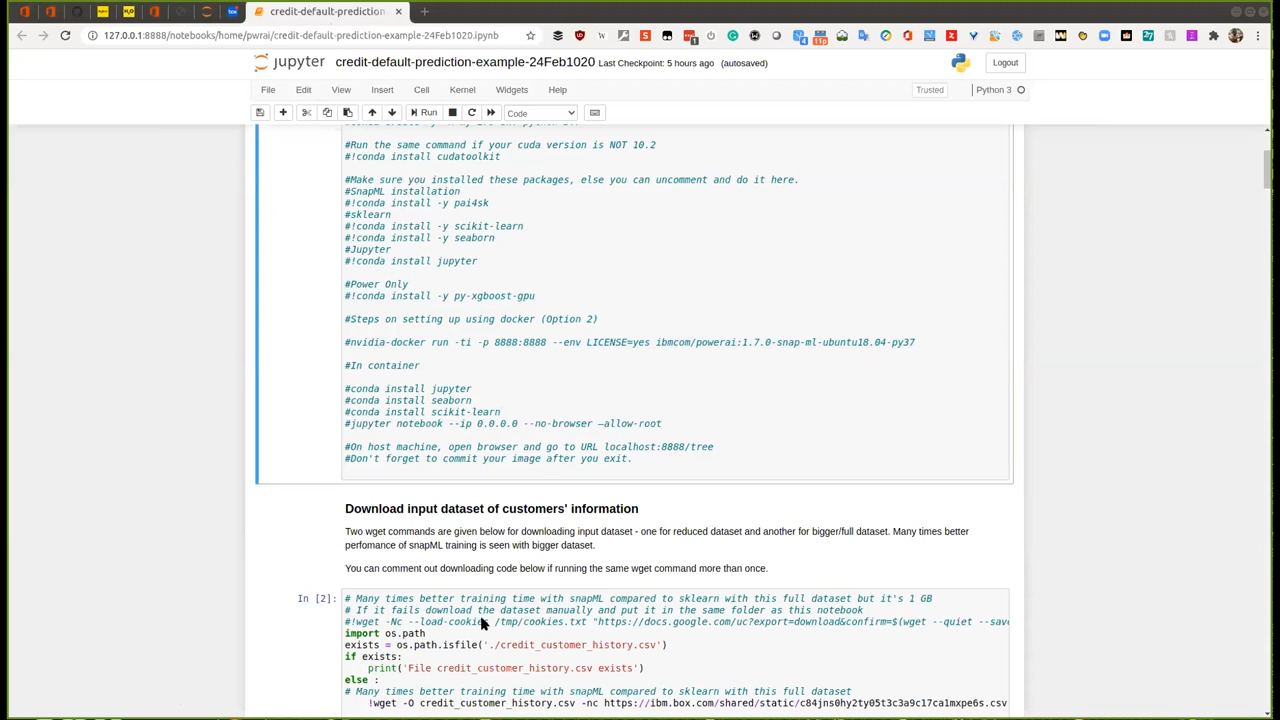 credit-default-prediction
127.0.0.1:8888/notebooks/home/pwrai/credit-default-prediction-example-24Feb1020.ipynb
jupyter credit-default-prediction-example-24Feb1020 Last Checkpoint: 5 hours ago (autosaved) Logout
File Edit View Insert Cell Kernel Widgets Help Trusted Python 3
Run Code
#Run the same command if your cuda version is NOT 10.2
#!conda install cudatoolkit
#Make sure you installed these packages, else you can uncomment and do it here.
#SnapML installation
#!conda install -y pai4sk
#sklearn
#!conda install -y scikit-learn
#!conda install -y seaborn
#Jupyter
#!conda install jupyter
#Power Only
#!conda install -y py-xgboost-gpu
#Steps on setting up using docker (Option 2)
#nvidia-docker run -ti -p 8888:8888 --env LICENSE=yes ibmcom/powerai:1.7.0-snap-ml-ubuntu18.04-py37
#In container
#conda install jupyter
#conda install seaborn
#conda install scikit-learn
#jupyter notebook --ip 0.0.0.0 --no-browser —allow-root
#On host machine, open browser and go to URL localhost:8888/tree
#Don't forget to commit your image after you exit.
Download input dataset of customers' information
Two wget commands are given below for downloading input dataset - one for reduced dataset and another for bigger/full dataset. Many times better
perfomance of snapML training is seen with bigger dataset.
You can comment out downloading code below if running the same wget command more than once.
In [2]: # Many times better training time with snapML compared to sklearn with this full dataset but it's 1 GB
# If it fails download the dataset manually and put it in the same folder as this notebook
#!wget -Nc --load-cookies /tmp/cookies.txt "https://docs.google.com/uc?export=download&confirm=$(wget --quiet --save
import os.path
exists = os.path.isfile('./credit_customer_history.csv')
if exists:
print('File credit_customer_history.csv exists')
else :
# Many times better training time with snapML compared to sklearn with this full dataset
!wget -O credit_customer_history.csv -nc https://ibm.box.com/shared/static/c84jns0hy2ty05t3c3a9c17ca1mxpe6s.csv